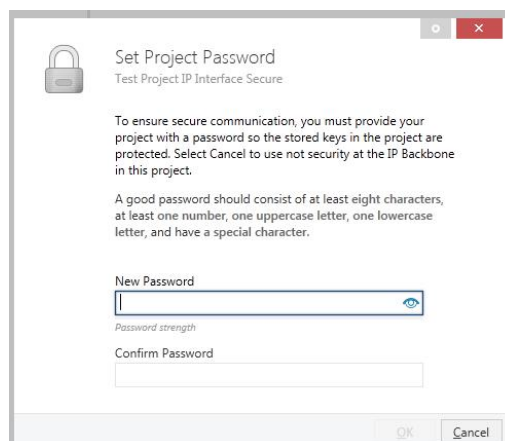 Set Project Password
Test Project IP Interface Secure
To ensure secure communication, you must provide your
project with a password so the stored keys in the project are
protected. Select Cancel to use not security at the IP Backbone
in this project.
A good password should consist of at least eight characters,
at least one number, one uppercase letter, one lowercase
letter, and have a special character.
New Password
Password strength
Confirm Password
OK Cancel